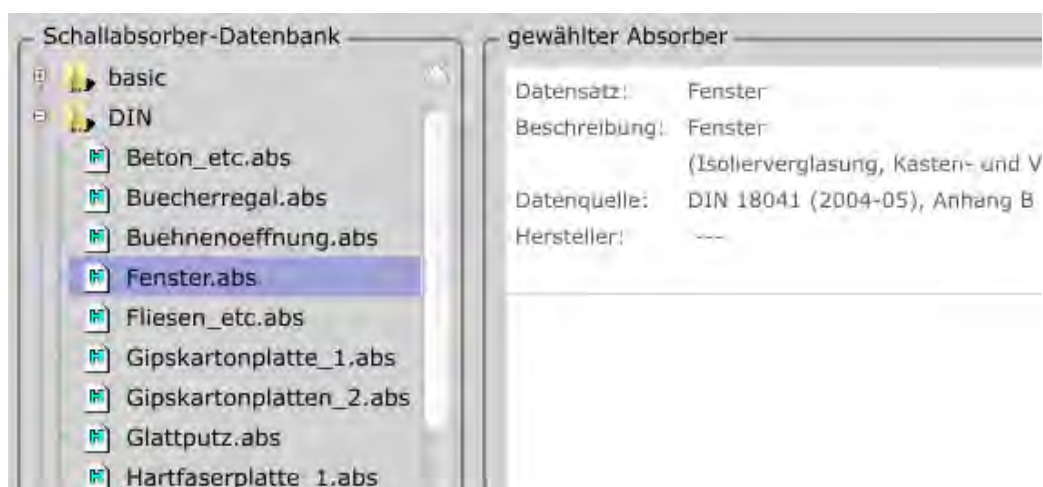 Schallabsorber-Datenbank
basic
DIN
Beton_etc.abs
Buecherregal.abs
Buehnenoeffnung.abs
Fenster.abs
Fliesen_etc.abs
Gipskartonplatte_1.abs
Gipskartonplatten_2.abs
Glattputz.abs
Hartfaserplatte_1.abs
gewählter Absorber
Datensatz: Fenster
Beschreibung: Fenster
(Isolierverglasung, Kasten- und V
Datenquelle: DIN 18041 (2004-05), Anhang B
Hersteller: ---